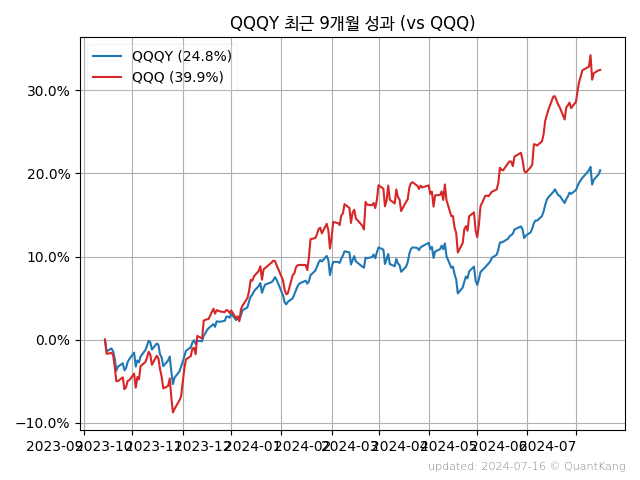 QQQY 최근 9개월 성과 (vs QQQ)
QQQY (24.8%)
QQQ (39.9%)
30.0%
20.0%
10.0%
0.0%
−10.0%
2023-09 2023-10 2023-11 2023-12 2024-01 2024-02 2024-03 2024-04 2024-05 2024-06 2024-07
updated: 2024-07-16 © QuantKang